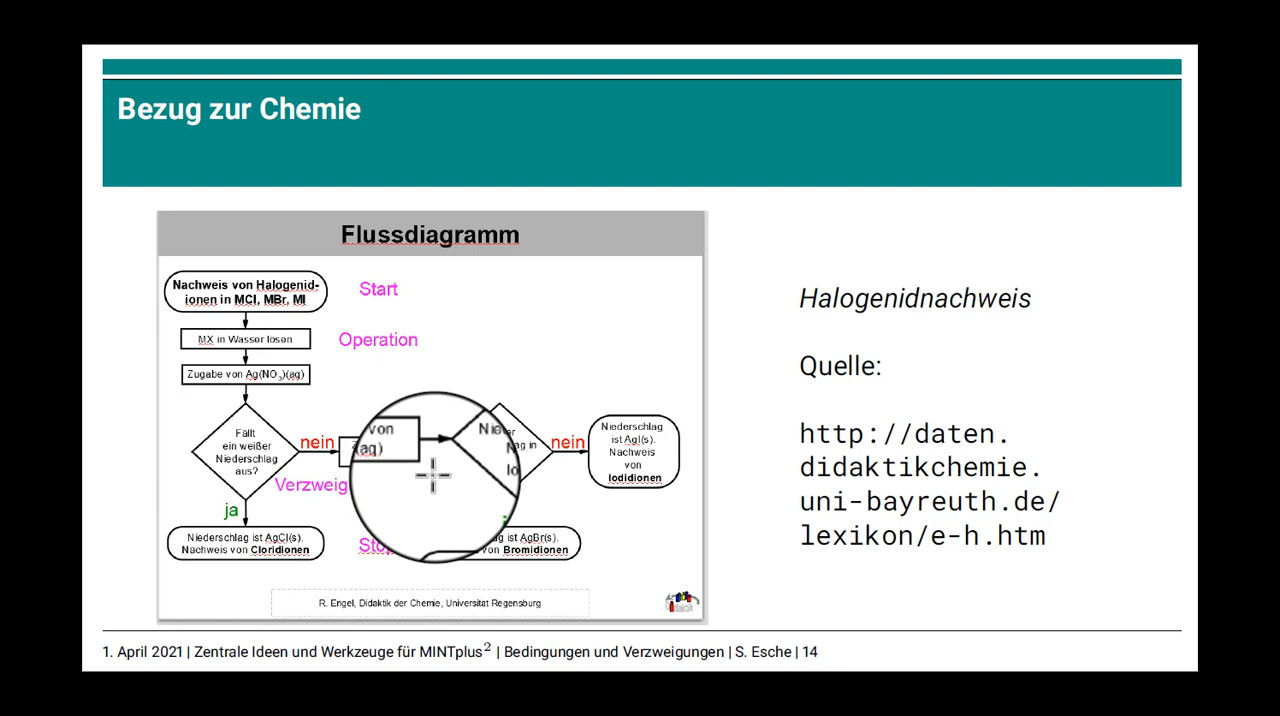 Bezug zur Chemie
Flussdiagramm
Nachweis von Halogenid-
ionen in MCl, MBr, MI
Start
MX in Wasser lösen
Operation
Zugabe von Ag(NO3)(ag)
Fällt
ein weißer
Niederschlag
aus?
nein
von
(ag)
nein
Niederschlag
ist AgI(s).
Nachweis
von
Iodidionen
Verzweig
ja
Niederschlag ist AgCl(s).
Nachweis von Cloridionen
ist AgBr(s).
von Bromidionen
R. Engel, Didaktik der Chemie, Universität Regensburg
Halogenidnachweis
Quelle:
http://daten.
didaktikchemie.
uni-bayreuth.de/
lexikon/e-h.htm
1. April 2021 | Zentrale Ideen und Werkzeuge für MINTplus2 | Bedingungen und Verzweigungen | S. Esche | 14